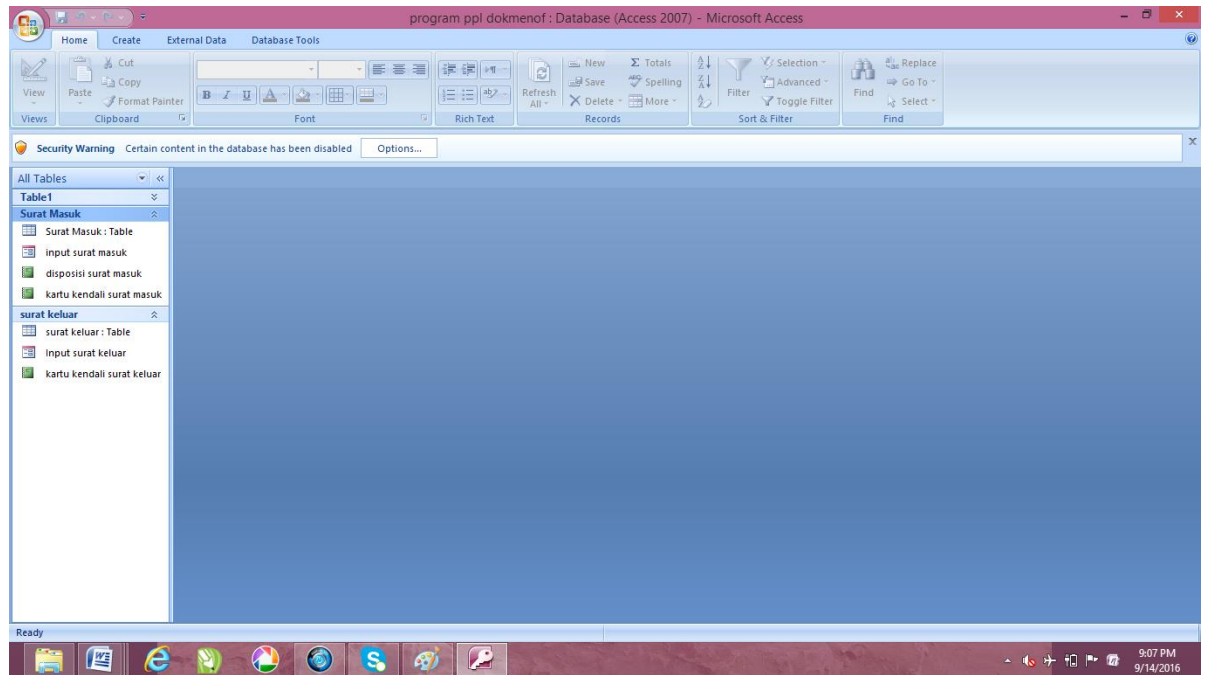 program ppl dokmenof : Database (Access 2007) - Microsoft Access
Home Create External Data Database Tools
View
Views
Paste
Cut
Copy
Format Painter
Clipboard
B I U A
Font
ab
Rich Text
Refresh All
New
Save
Delete
Σ Totals
Spelling
More
Records
Filter
Selection
Advanced
Toggle Filter
Sort & Filter
Find
Replace
Go To
Select
Find
Security Warning Certain content in the database has been disabled Options...
All Tables
Table1
Surat Masuk
Surat Masuk : Table
input surat masuk
disposisi surat masuk
kartu kendali surat masuk
surat keluar
surat keluar : Table
Input surat keluar
kartu kendali surat keluar
Ready
9:07 PM
9/14/2016